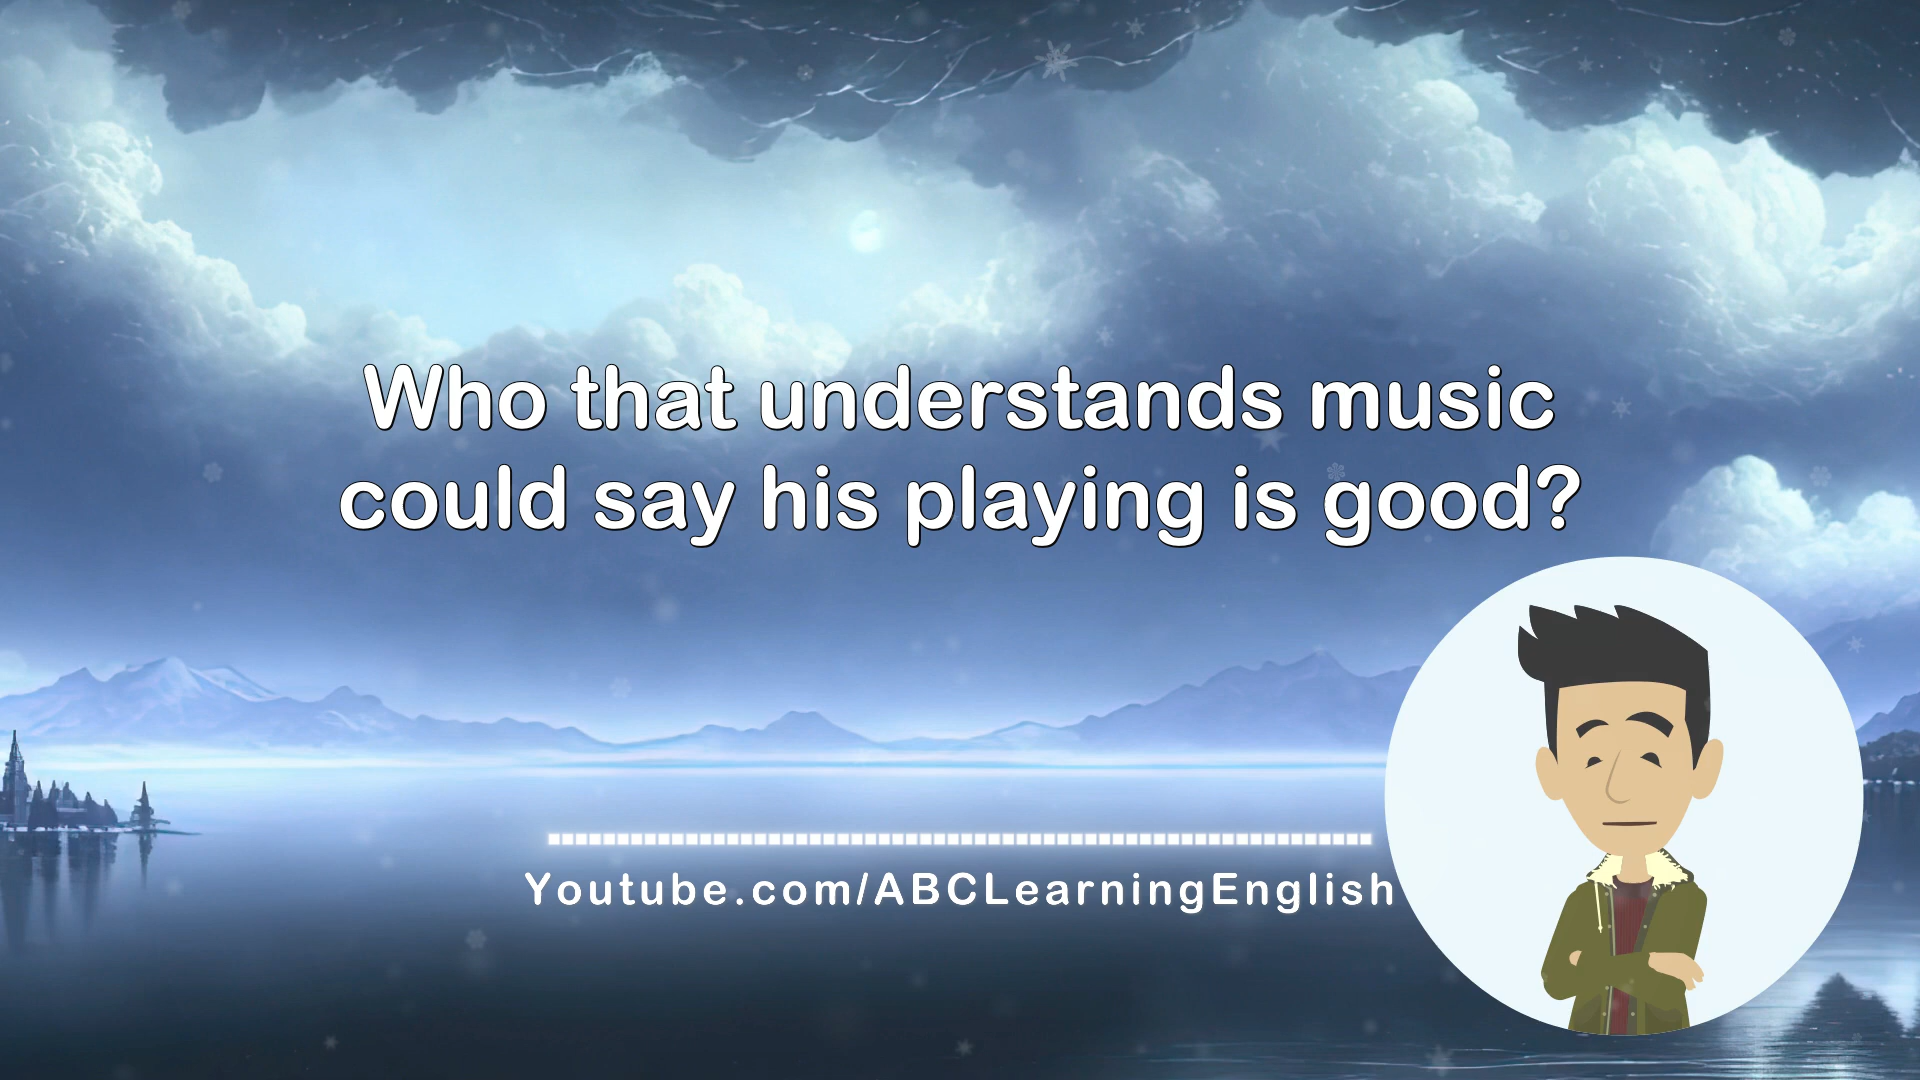 Who that understands music
could say his playing is good?
Youtube.com/ABCLearningEnglish